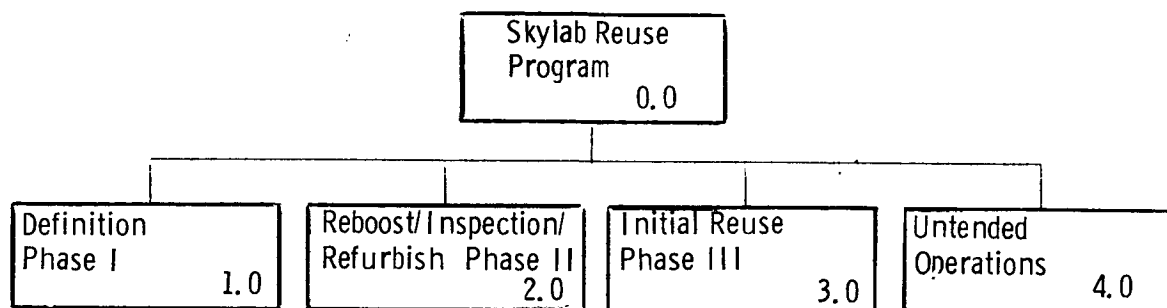 Skylab Reuse
Program
0.0
Definition
Phase I
1.0
Reboost/Inspection/
Refurbish Phase II
2.0
Initial Reuse
Phase III
3.0
Untended
Operations
4.0